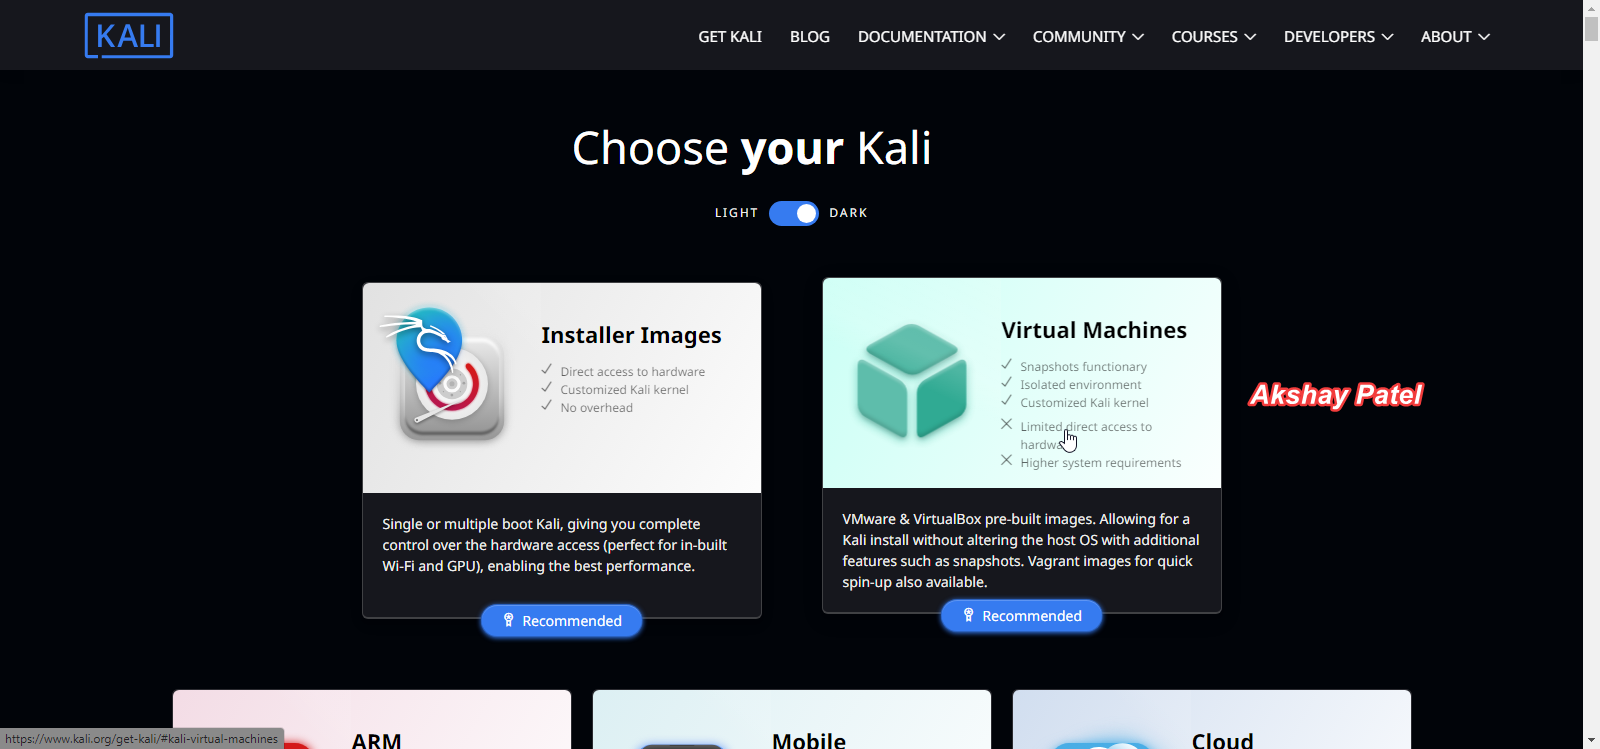 KALI
GET KALI
BLOG
DOCUMENTATION
COMMUNITY
COURSES
DEVELOPERS
ABOUT
Choose your Kali
LIGHT
DARK
Installer Images
Direct access to hardware
Customized Kali kernel
No overhead
Single or multiple boot Kali, giving you complete
control over the hardware access (perfect for in-built
Wi-Fi and GPU), enabling the best performance.
Recommended
Virtual Machines
Snapshots functionary
Isolated environment
Customized Kali kernel
Limited direct access to
hardwa
Higher system requirements
VMware & VirtualBox pre-built images. Allowing for a
Kali install without altering the host OS with additional
features such as snapshots. Vagrant images for quick
spin-up also available.
Recommended
Akshay Patel
ARM
Mobile
Cloud
https://www.kali.org/get-kali/#kali-virtual-machines